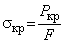 σкр = Pкр / F